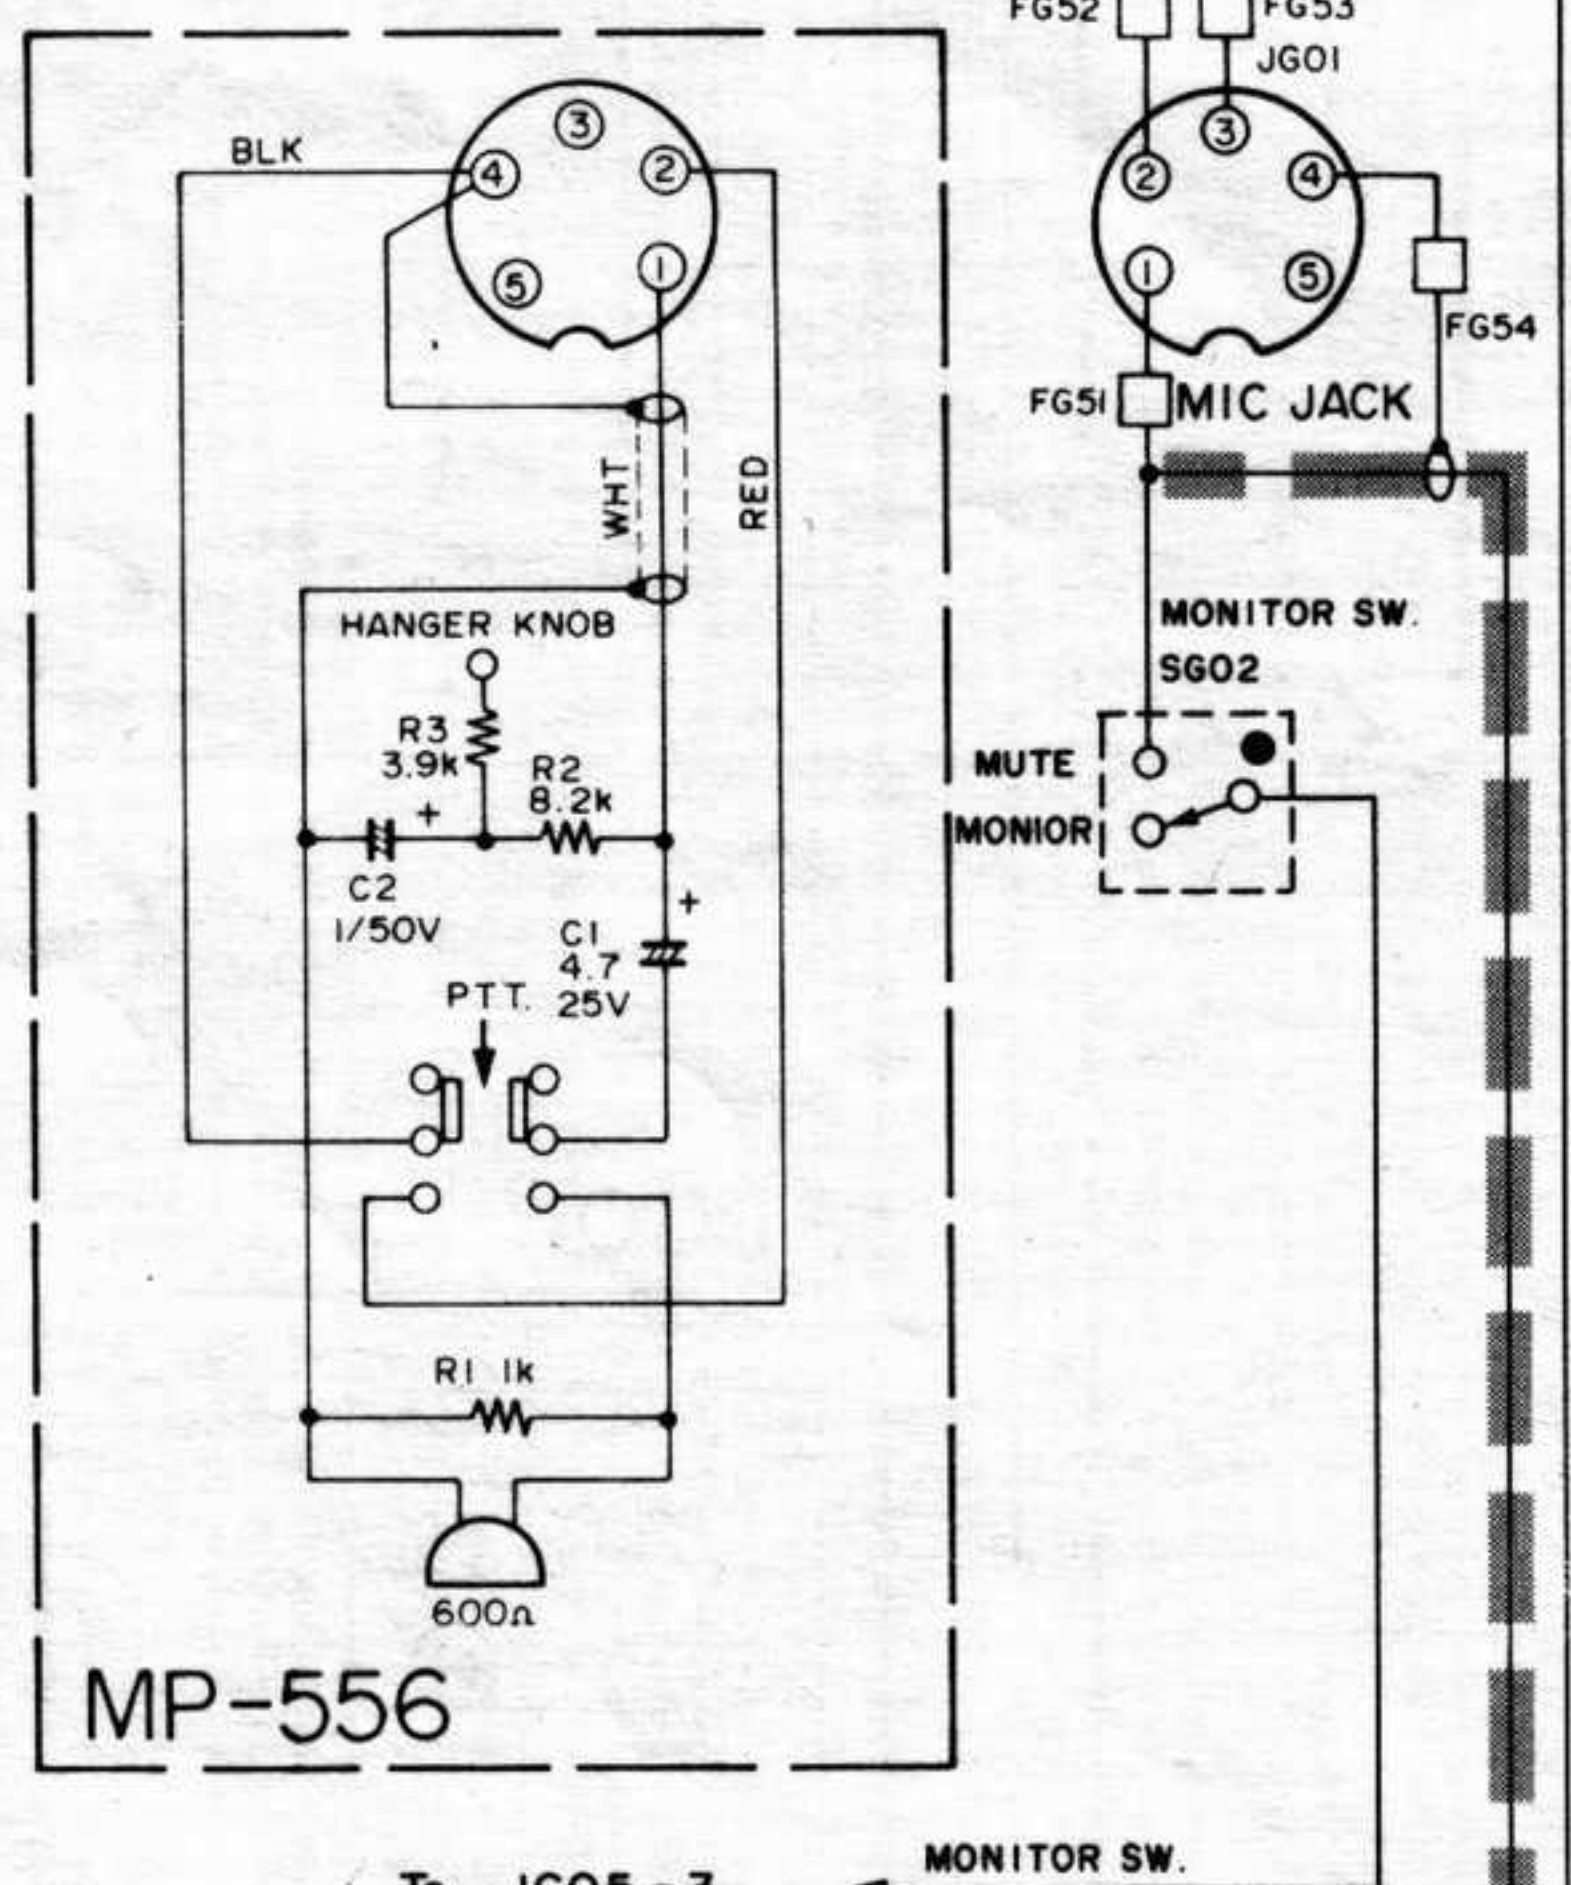 FG52
FG53
JG01
BLK
3
4
2
5
1
3
2
4
1
5
FG54
FG51
MIC JACK
WHT
RED
HANGER KNOB
MONITOR SW.
SG02
R3
3.9k
R2
8.2k
+
MUTE
MONIOR
C2
1/50V
+
C1
4.7
25V
PTT.
R1 1k
600Ω
MP-556
MONITOR SW.